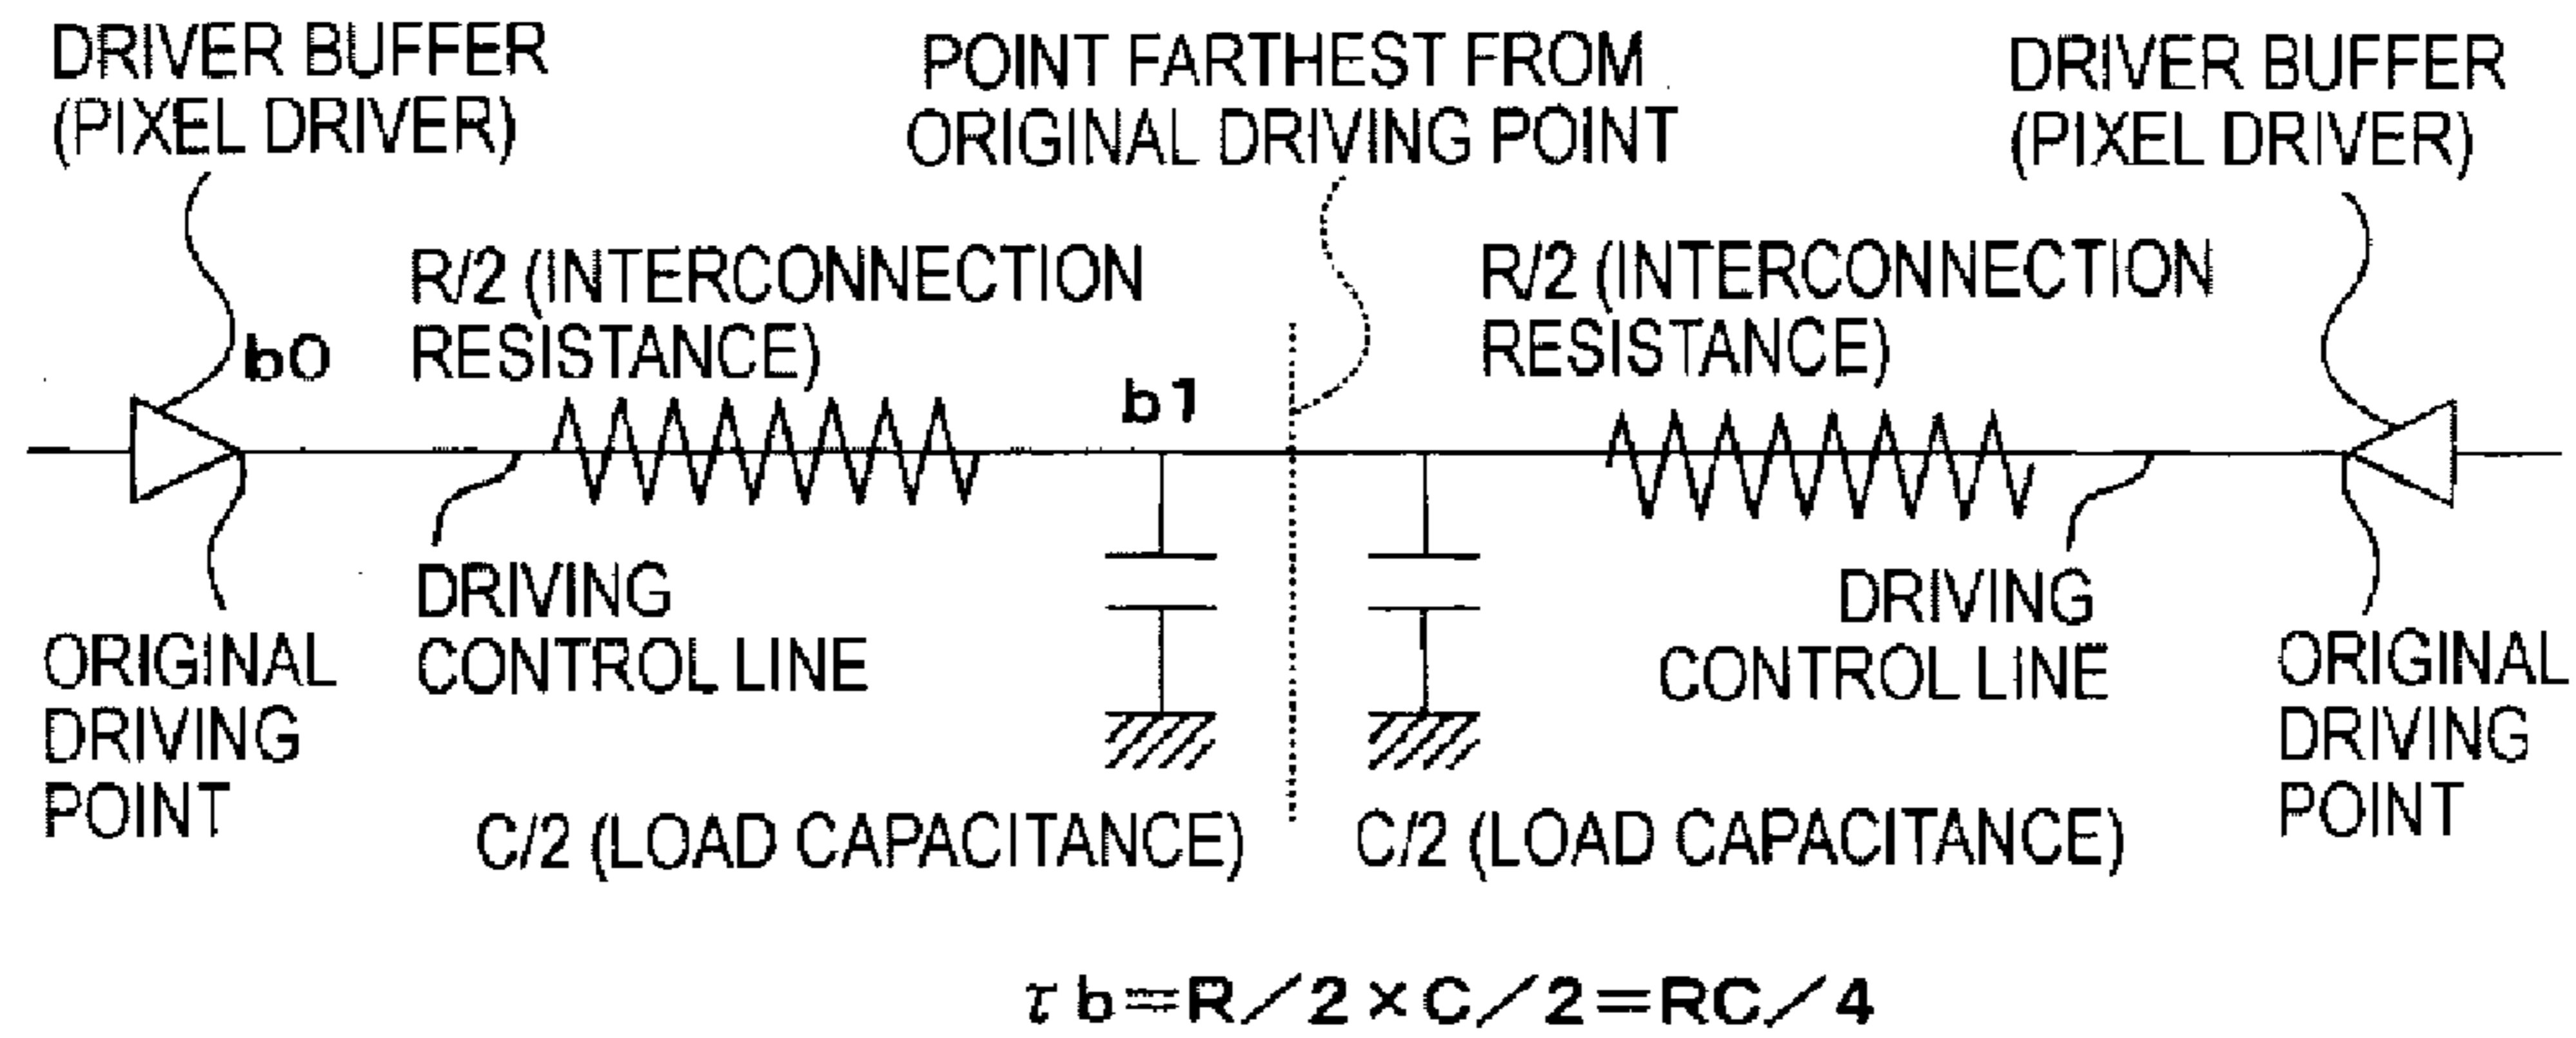 DRIVER BUFFER
(PIXEL DRIVER)
POINT FARTHEST FROM
ORIGINAL DRIVING POINT
DRIVER BUFFER
(PIXEL DRIVER)
R/2 (INTERCONNECTION
RESISTANCE)
R/2 (INTERCONNECTION
RESISTANCE)
b0
b1
ORIGINAL
DRIVING
POINT
DRIVING
CONTROL LINE
DRIVING
CONTROL LINE
ORIGINAL
DRIVING
POINT
C/2 (LOAD CAPACITANCE)
C/2 (LOAD CAPACITANCE)
τb=R/2×C/2=RC/4